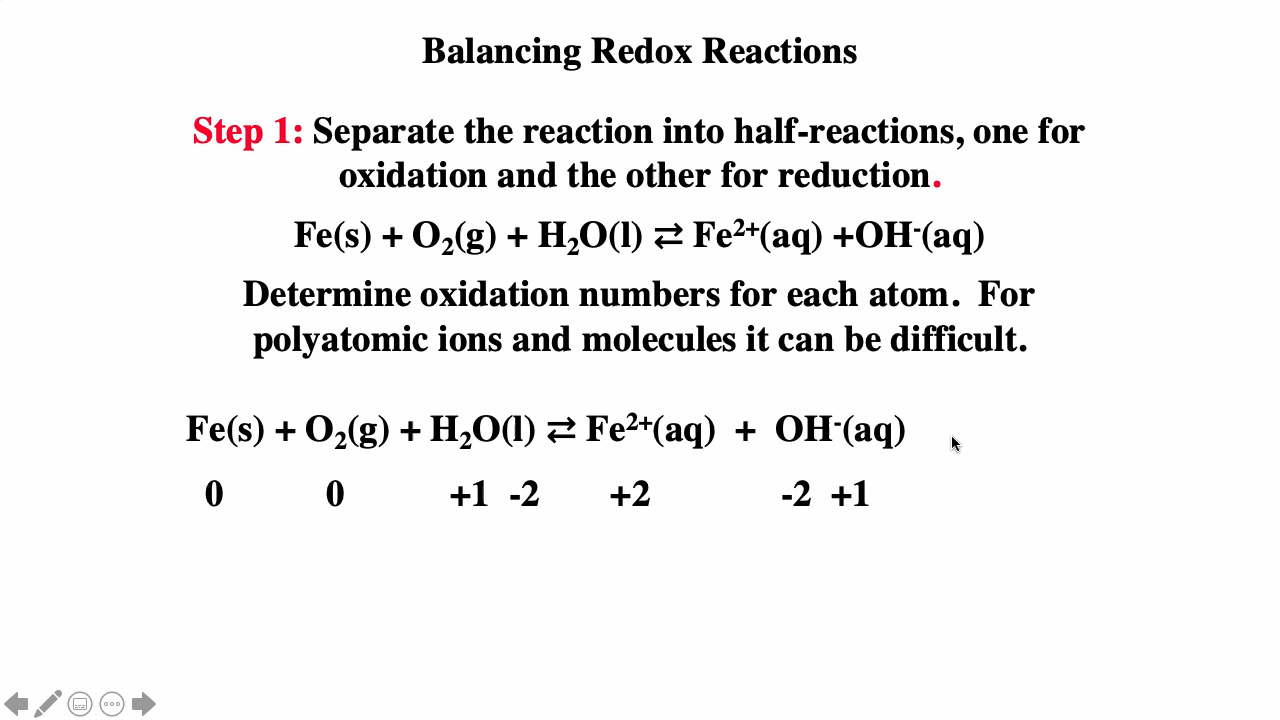 Balancing Redox Reactions
Step 1: Separate the reaction into half-reactions, one for
oxidation and the other for reduction.
Fe(s) + O₂(g) + H₂O(l) ⇄ Fe²⁺(aq) +OH⁻(aq)
Determine oxidation numbers for each atom.  For
polyatomic ions and molecules it can be difficult.
Fe(s) + O₂(g) + H₂O(l) ⇄ Fe²⁺(aq)  +  OH⁻(aq)
0 0 +1 -2 +2 -2 +1